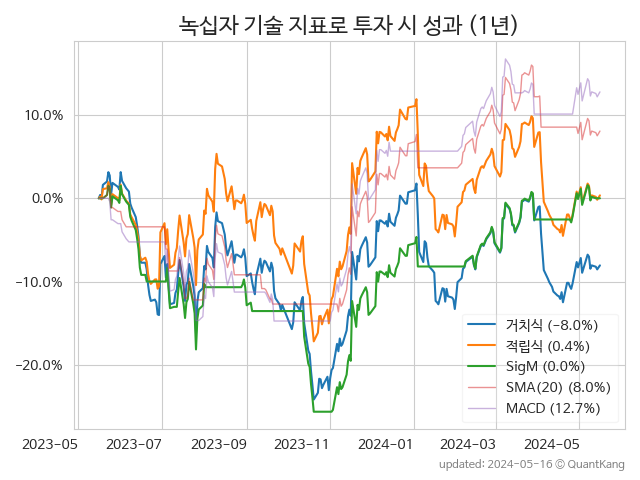 녹십자 기술 지표로 투자 시 성과 (1년)
10.0%
0.0%
−10.0%
−20.0%
거치식 (−8.0%)
적립식 (0.4%)
SigM (0.0%)
SMA(20) (8.0%)
MACD (12.7%)
2023-05 2023-07 2023-09 2023-11 2024-01 2024-03 2024-05
updated: 2024-05-16 ⓒ QuantKang